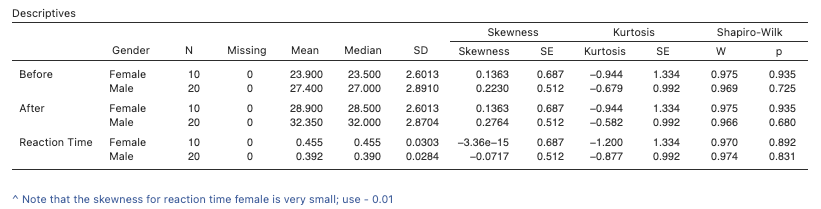 Descriptives
Skewness Kurtosis Shapiro-Wilk
Gender N Missing Mean Median SD Skewness SE Kurtosis SE W p
Before Female 10 0 23.900 23.500 2.6013 0.1363 0.687 −0.944 1.334 0.975 0.935
Male 20 0 27.400 27.000 2.8910 0.2230 0.512 −0.679 0.992 0.969 0.725
After Female 10 0 28.900 28.500 2.6013 0.1363 0.687 −0.944 1.334 0.975 0.935
Male 20 0 32.350 32.000 2.8704 0.2764 0.512 −0.582 0.992 0.966 0.680
Reaction Time Female 10 0 0.455 0.455 0.0303 −3.36e−15 0.687 −1.200 1.334 0.970 0.892
Male 20 0 0.392 0.390 0.0284 −0.0717 0.512 −0.877 0.992 0.974 0.831
^ Note that the skewness for reaction time female is very small; use - 0.01